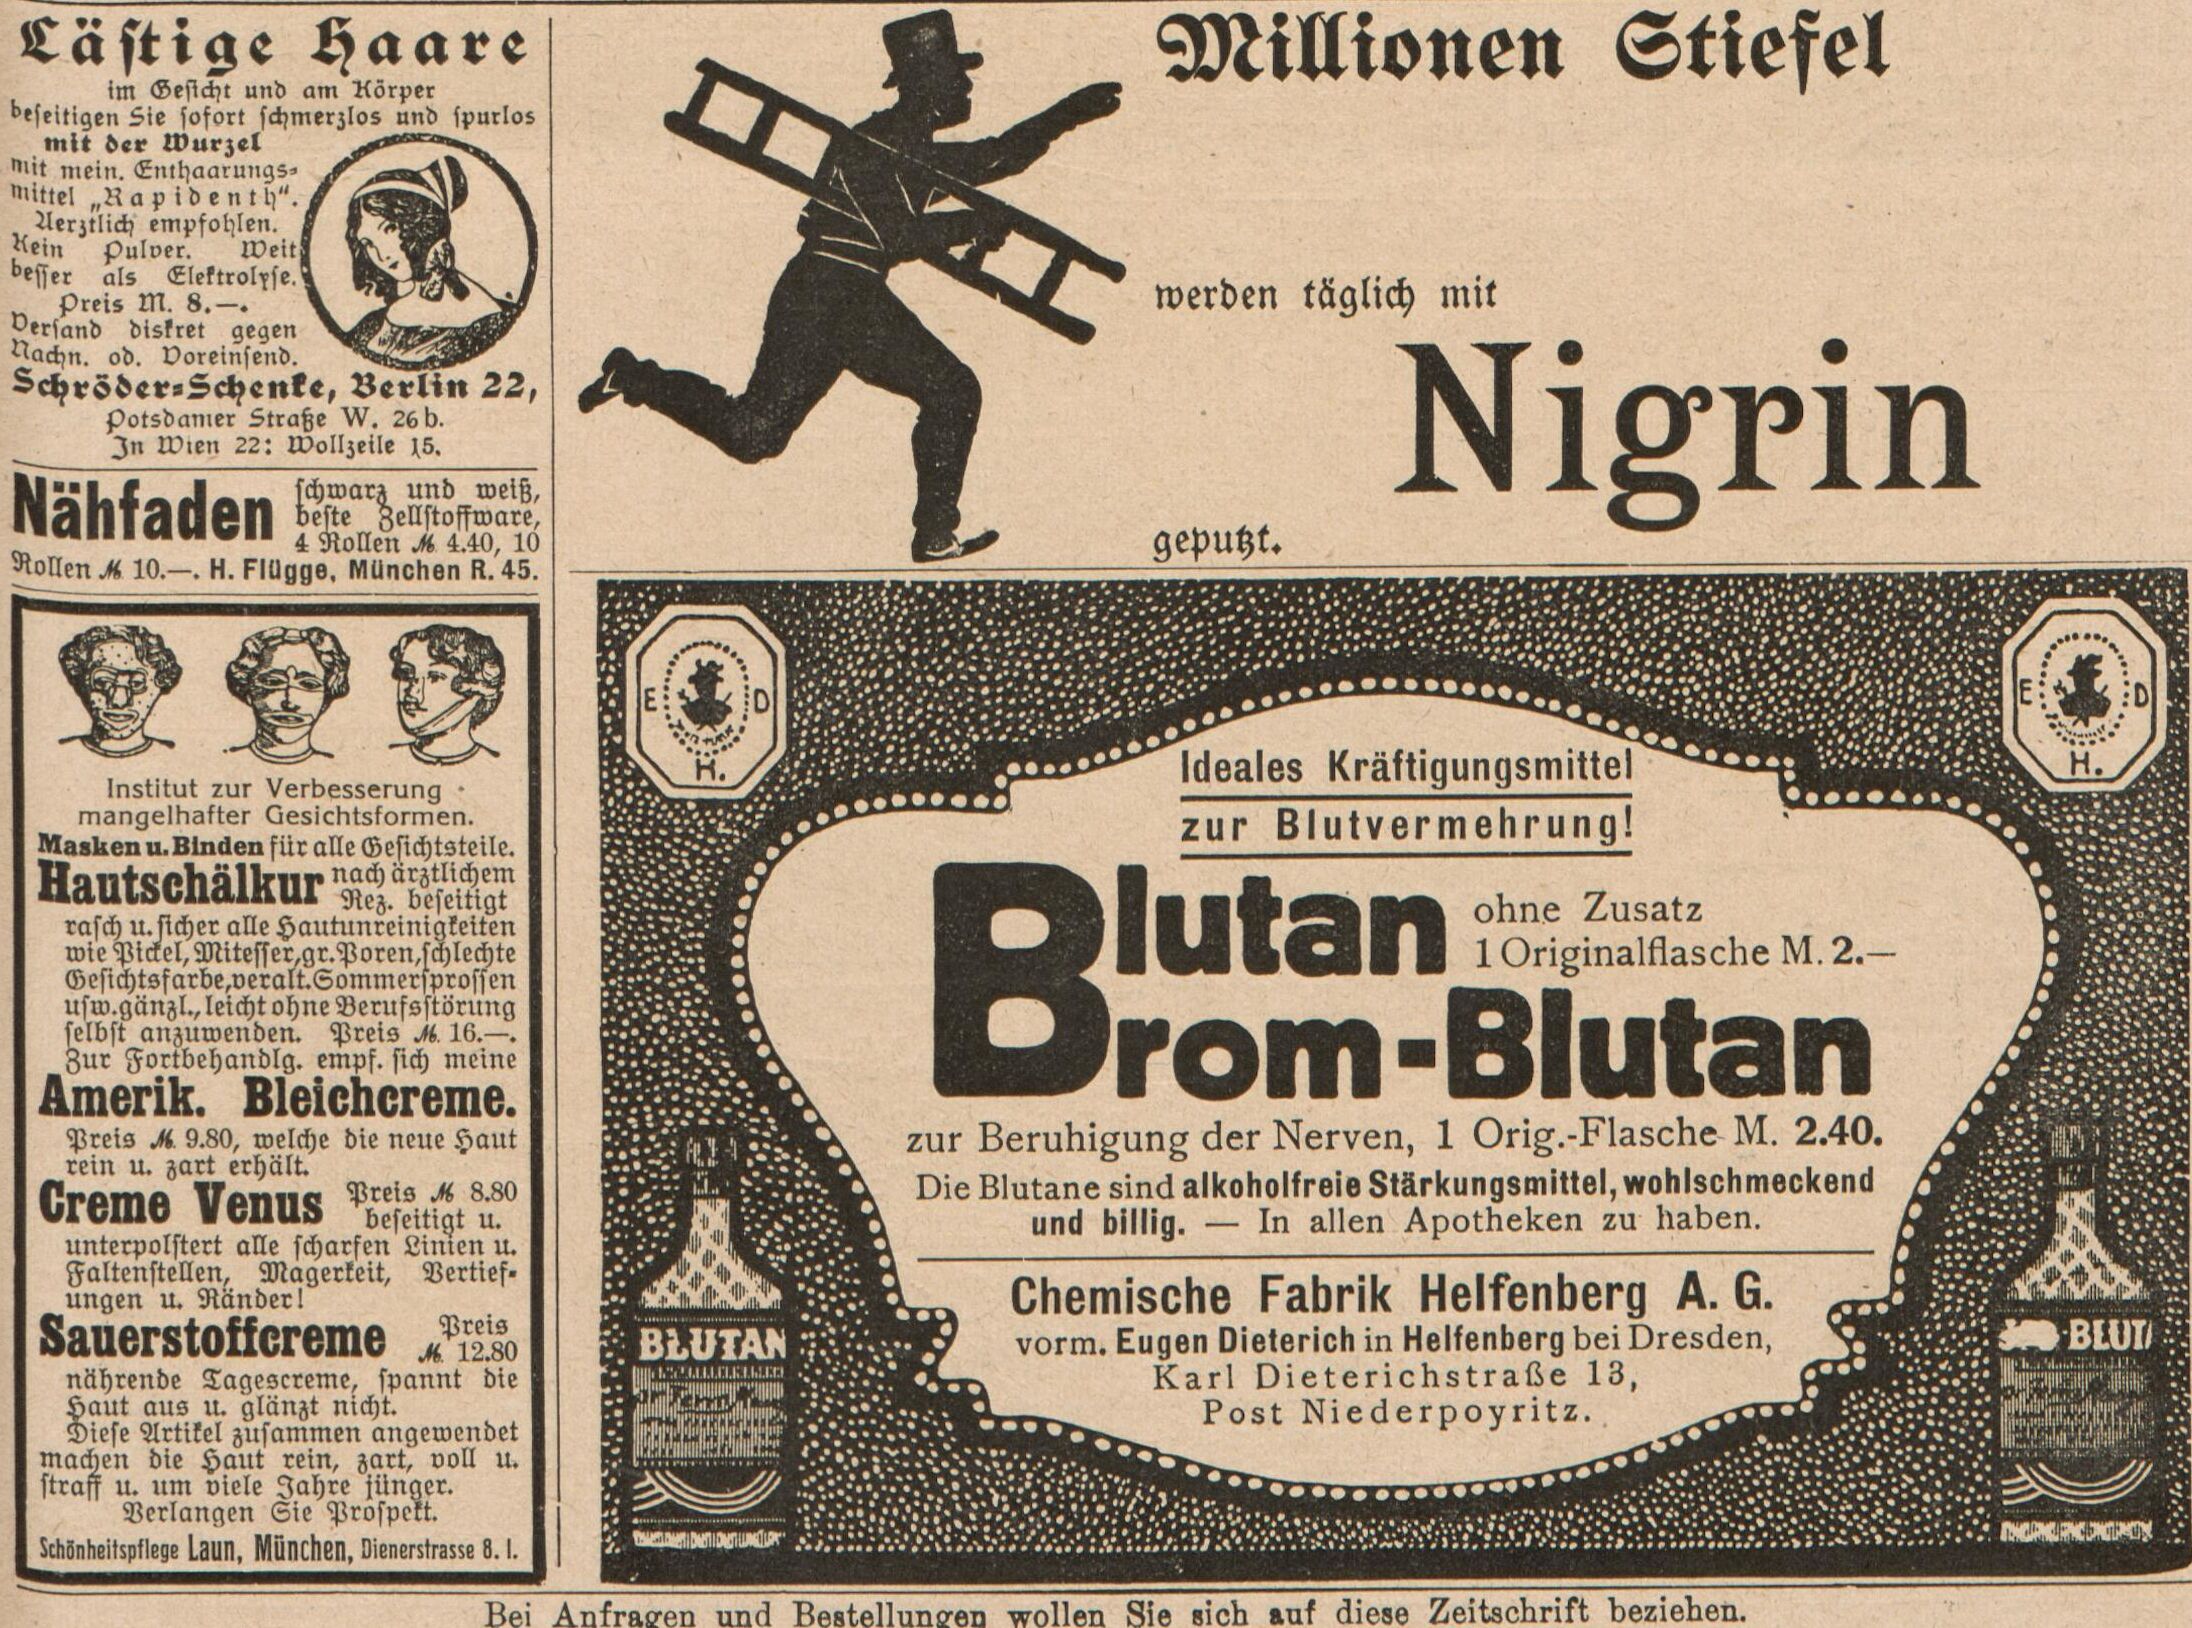 Lästige Haare
im Gesicht und am Körper
beseitigen Sie sofort schmerzlos und spurlos
mit der Wurzel
mit mein. Enthaarungs-
mittel „Rapidenth".
Aerztlich empfohlen.
Kein Pulver. Weit
besser als Elektrolyse.
Preis M. 8.—.
Versand diskret gegen
Nachn. od. Voreinsend.
Schröder-Schenke, Berlin 22,
Potsdamer Straße W. 26b.
In Wien 22: Wollzeile 15.
Nähfaden schwarz und weiß,
beste Zellstoffware,
4 Rollen M 4.40, 10
Rollen M 10.—. H. Flügge, München R. 45.
Institut zur Verbesserung
mangelhafter Gesichtsformen.
Masken u. Binden für alle Gesichtsteile.
Hautschälkur nach ärztlichem
Rez. beseitigt
rasch u. sicher alle Hautunreinigkeiten
wie Pickel, Mitesser, gr. Poren, schlechte
Gesichtsfarbe, veralt. Sommersprossen
usw. gänzl., leicht ohne Berufsstörung
selbst anzuwenden. Preis M. 16.—.
Zur Fortbehandlg. empf. sich meine
Amerik. Bleichcreme.
Preis M. 9.80, welche die neue Haut
rein u. zart erhält.
Creme Venus Preis M 8.80
beseitigt u.
unterpolstert alle scharfen Linien u.
Faltenstellen, Magerkeit, Vertief-
ungen u. Ränder!
Sauerstoffcreme Preis
M. 12.80
nährende Tagescreme, spannt die
Haut aus u. glänzt nicht.
Diese Artikel zusammen angewendet
machen die Haut rein, zart, voll u.
straff u. um viele Jahre jünger.
Verlangen Sie Prospekt.
Schönheitspflege Laun, München, Dienerstrasse 8. I.
Millionen Stiefel
werden täglich mit
Nigrin
geputzt.
E D
H.
E D
H.
Ideales Kräftigungsmittel
zur Blutvermehrung!
Blutan ohne Zusatz
1 Originalflasche M. 2.—
Brom-Blutan
zur Beruhigung der Nerven, 1 Orig.-Flasche M. 2.40.
Die Blutane sind alkoholfreie Stärkungsmittel, wohlschmeckend
und billig. — In allen Apotheken zu haben.
Chemische Fabrik Helfenberg A. G.
vorm. Eugen Dieterich in Helfenberg bei Dresden,
Karl Dieterichstraße 13,
Post Niederpoyritz.
BLUTAN
BLUT
Bei Anfragen und Bestellungen wollen Sie sich auf diese Zeitschrift beziehen.